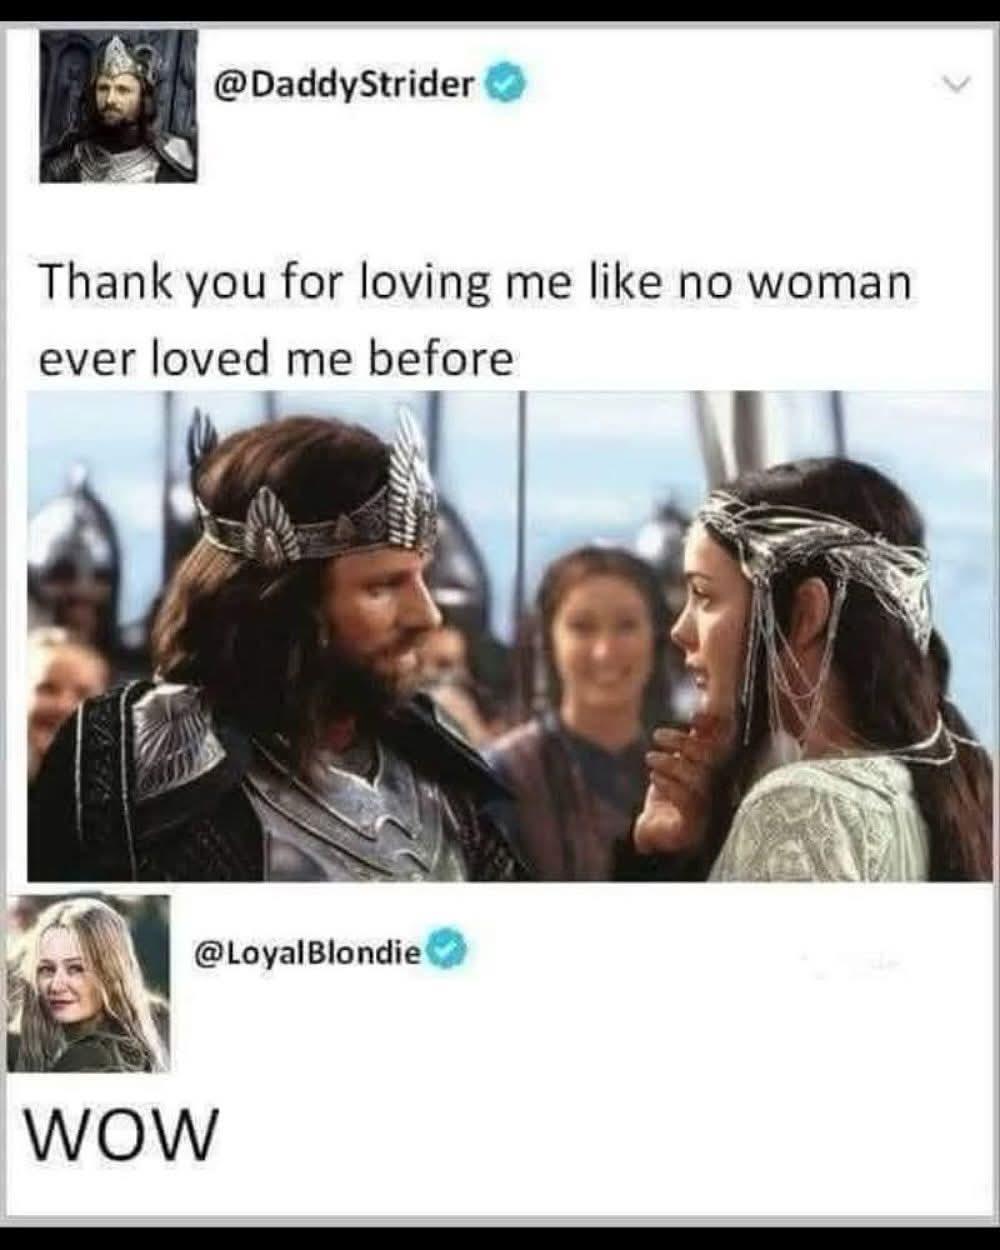 @DaddyStrider
Thank you for loving me like no woman
ever loved me before
@LoyalBlondie
WOW